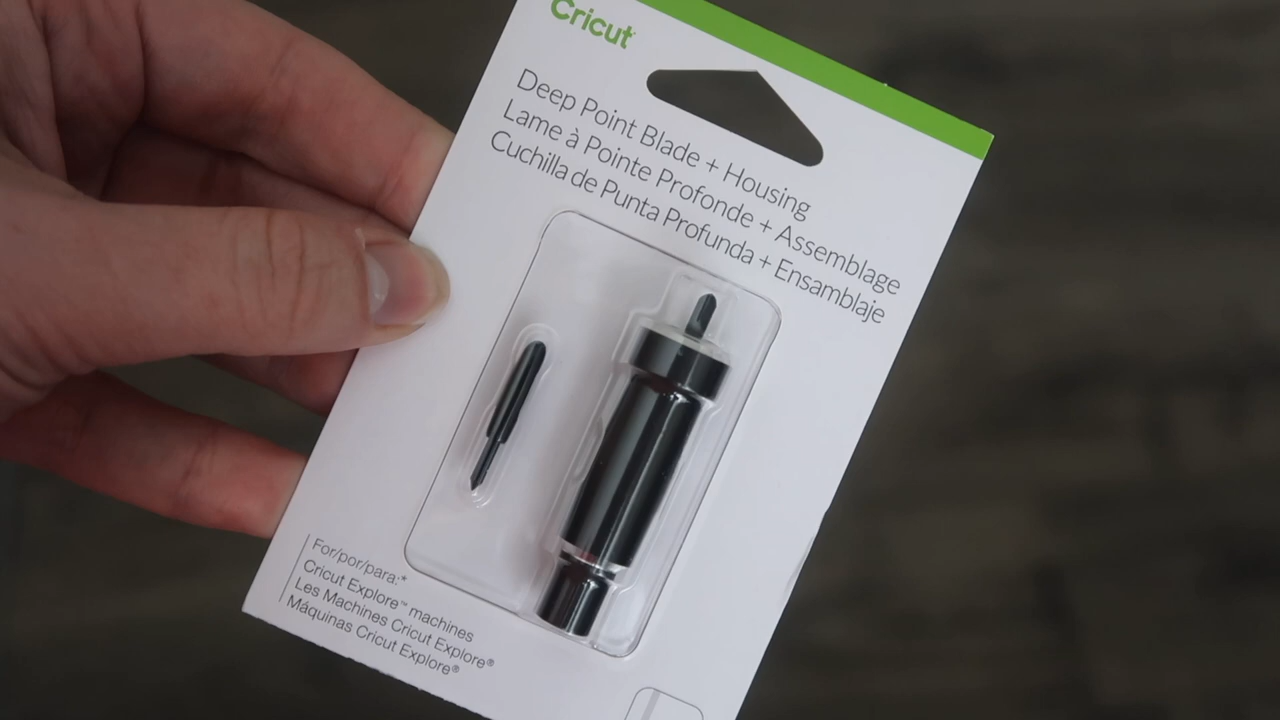 Cricut
Deep Point Blade + Housing
Lame à Pointe Profonde + Assemblage
Cuchilla de Punta Profunda + Ensamblaje
For/por/para:*
Cricut Explore™ machines
Les Machines Cricut Explore®
Máquinas Cricut Explore®